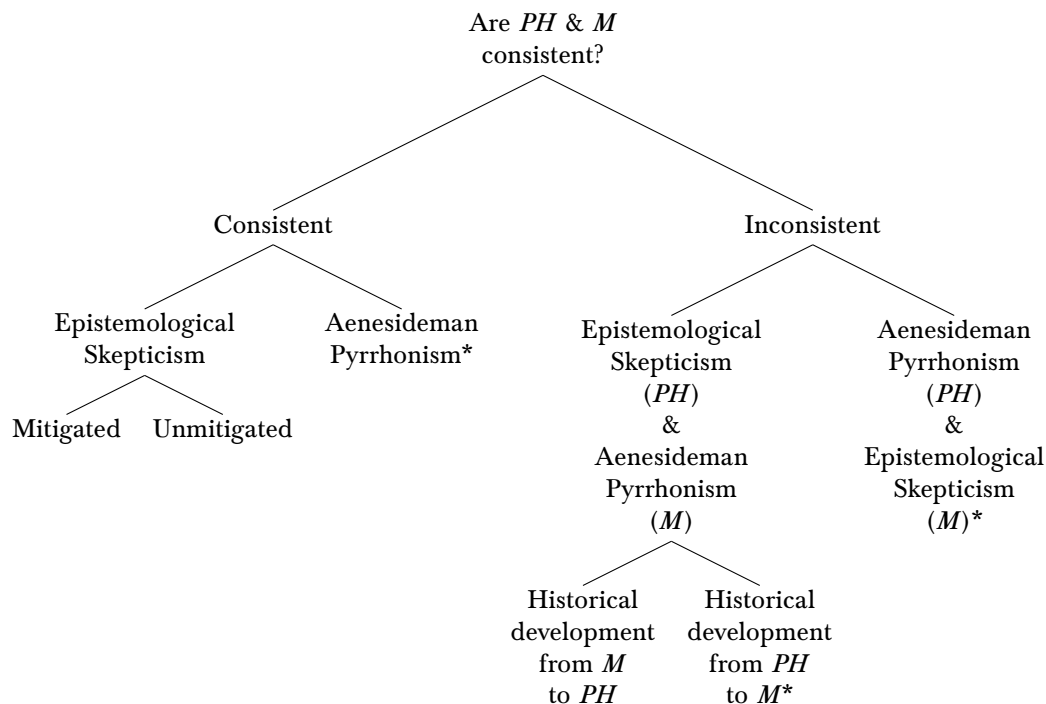 Are PH & M
consistent?
Consistent
Inconsistent
Epistemological
Skepticism
Aenesideman
Pyrrhonism*
Mitigated
Unmitigated
Epistemological
Skepticism
(PH)
&
Aenesideman
Pyrrhonism
(M)
Aenesideman
Pyrrhonism
(PH)
&
Epistemological
Skepticism
(M)*
Historical
development
from M
to PH
Historical
development
from PH
to M*